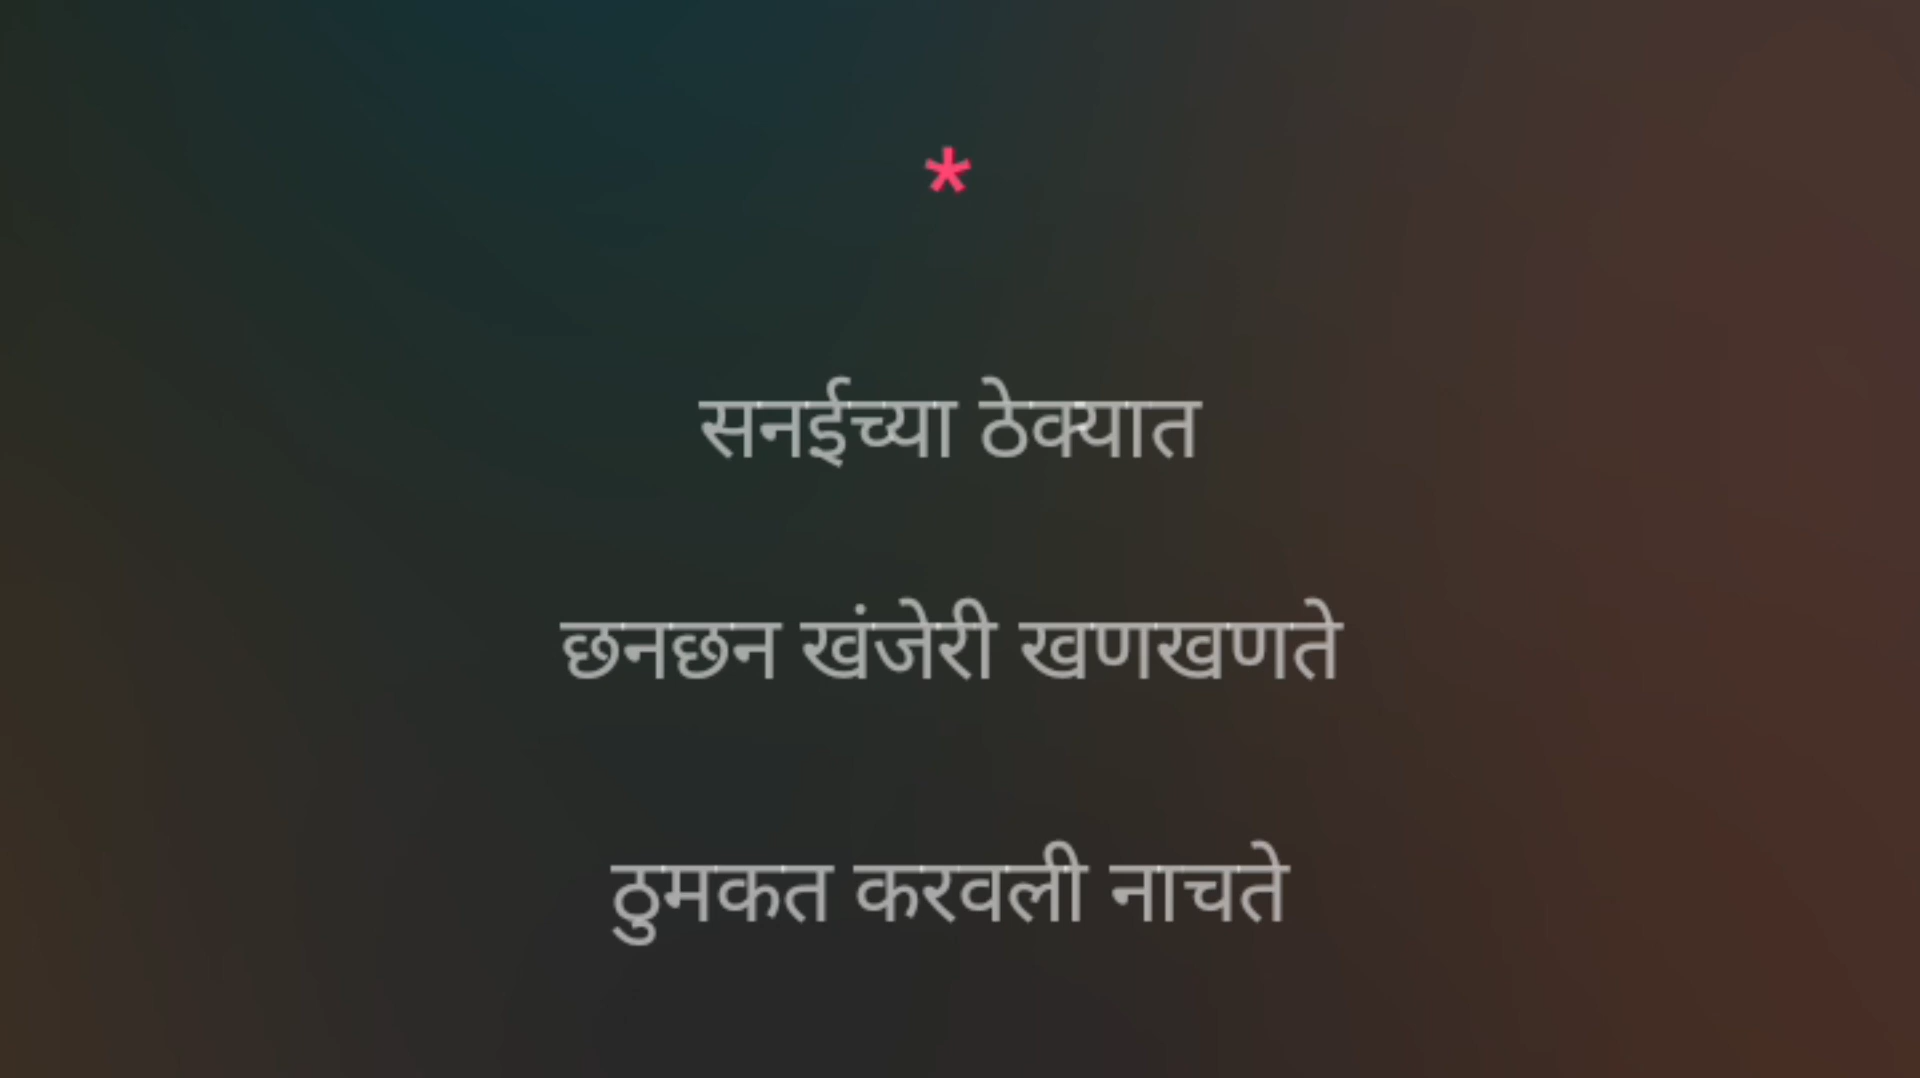 *
सनईच्या ठेक्यात
छनछन खंजेरी खणखणते
ठुमकत करवली नाचते